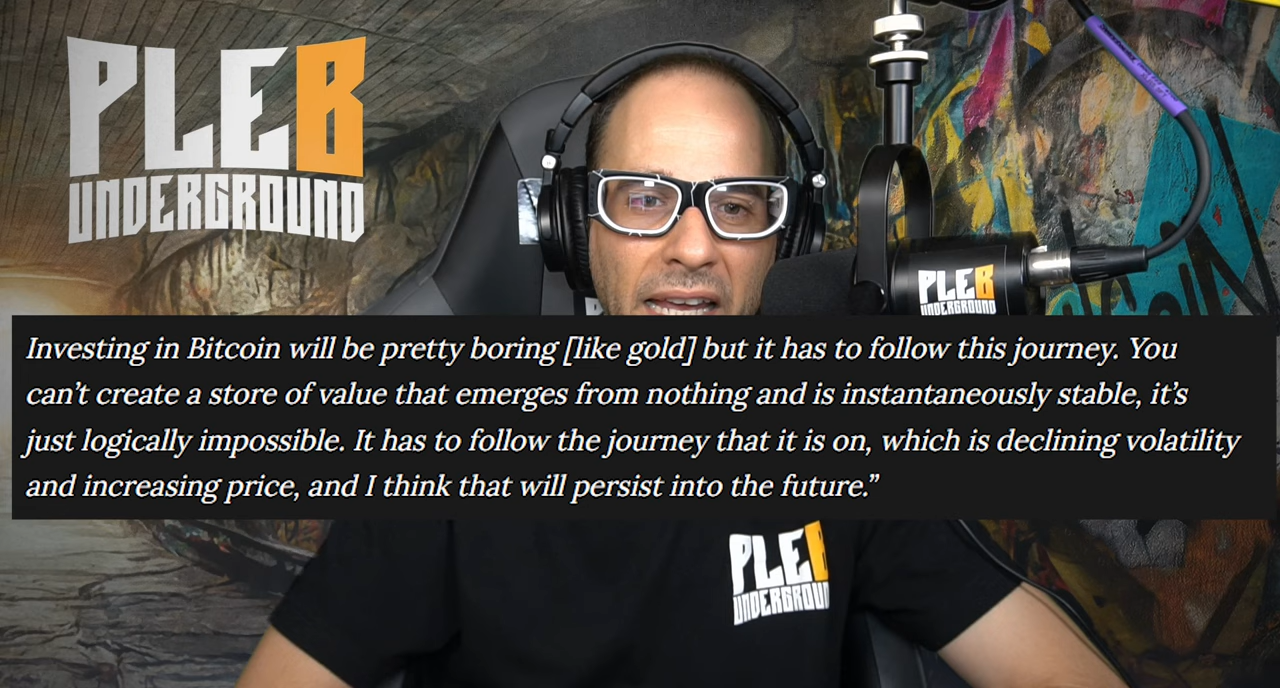 PLEB
UNDERGROUND
PLEB
UNDERGROUND
Investing in Bitcoin will be pretty boring [like gold] but it has to follow this journey. You
can’t create a store of value that emerges from nothing and is instantaneously stable, it’s
just logically impossible. It has to follow the journey that it is on, which is declining volatility
and increasing price, and I think that will persist into the future.”
PLEB
UNDERGROUN